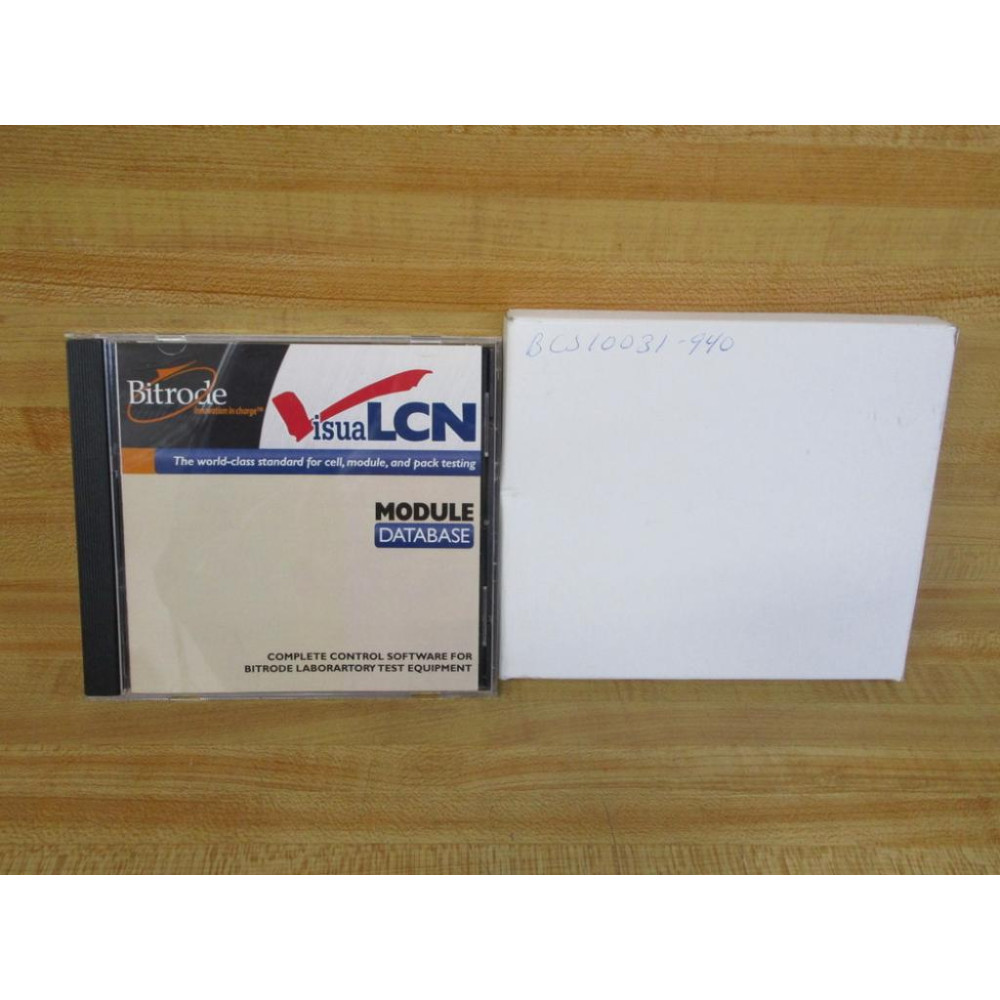 Bitrode
innovation in charge™
VisuaLCN
The world-class standard for cell, module, and pack testing
MODULE
DATABASE
COMPLETE CONTROL SOFTWARE FOR
BITRODE LABORARTORY TEST EQUIPMENT
BCS10031-940